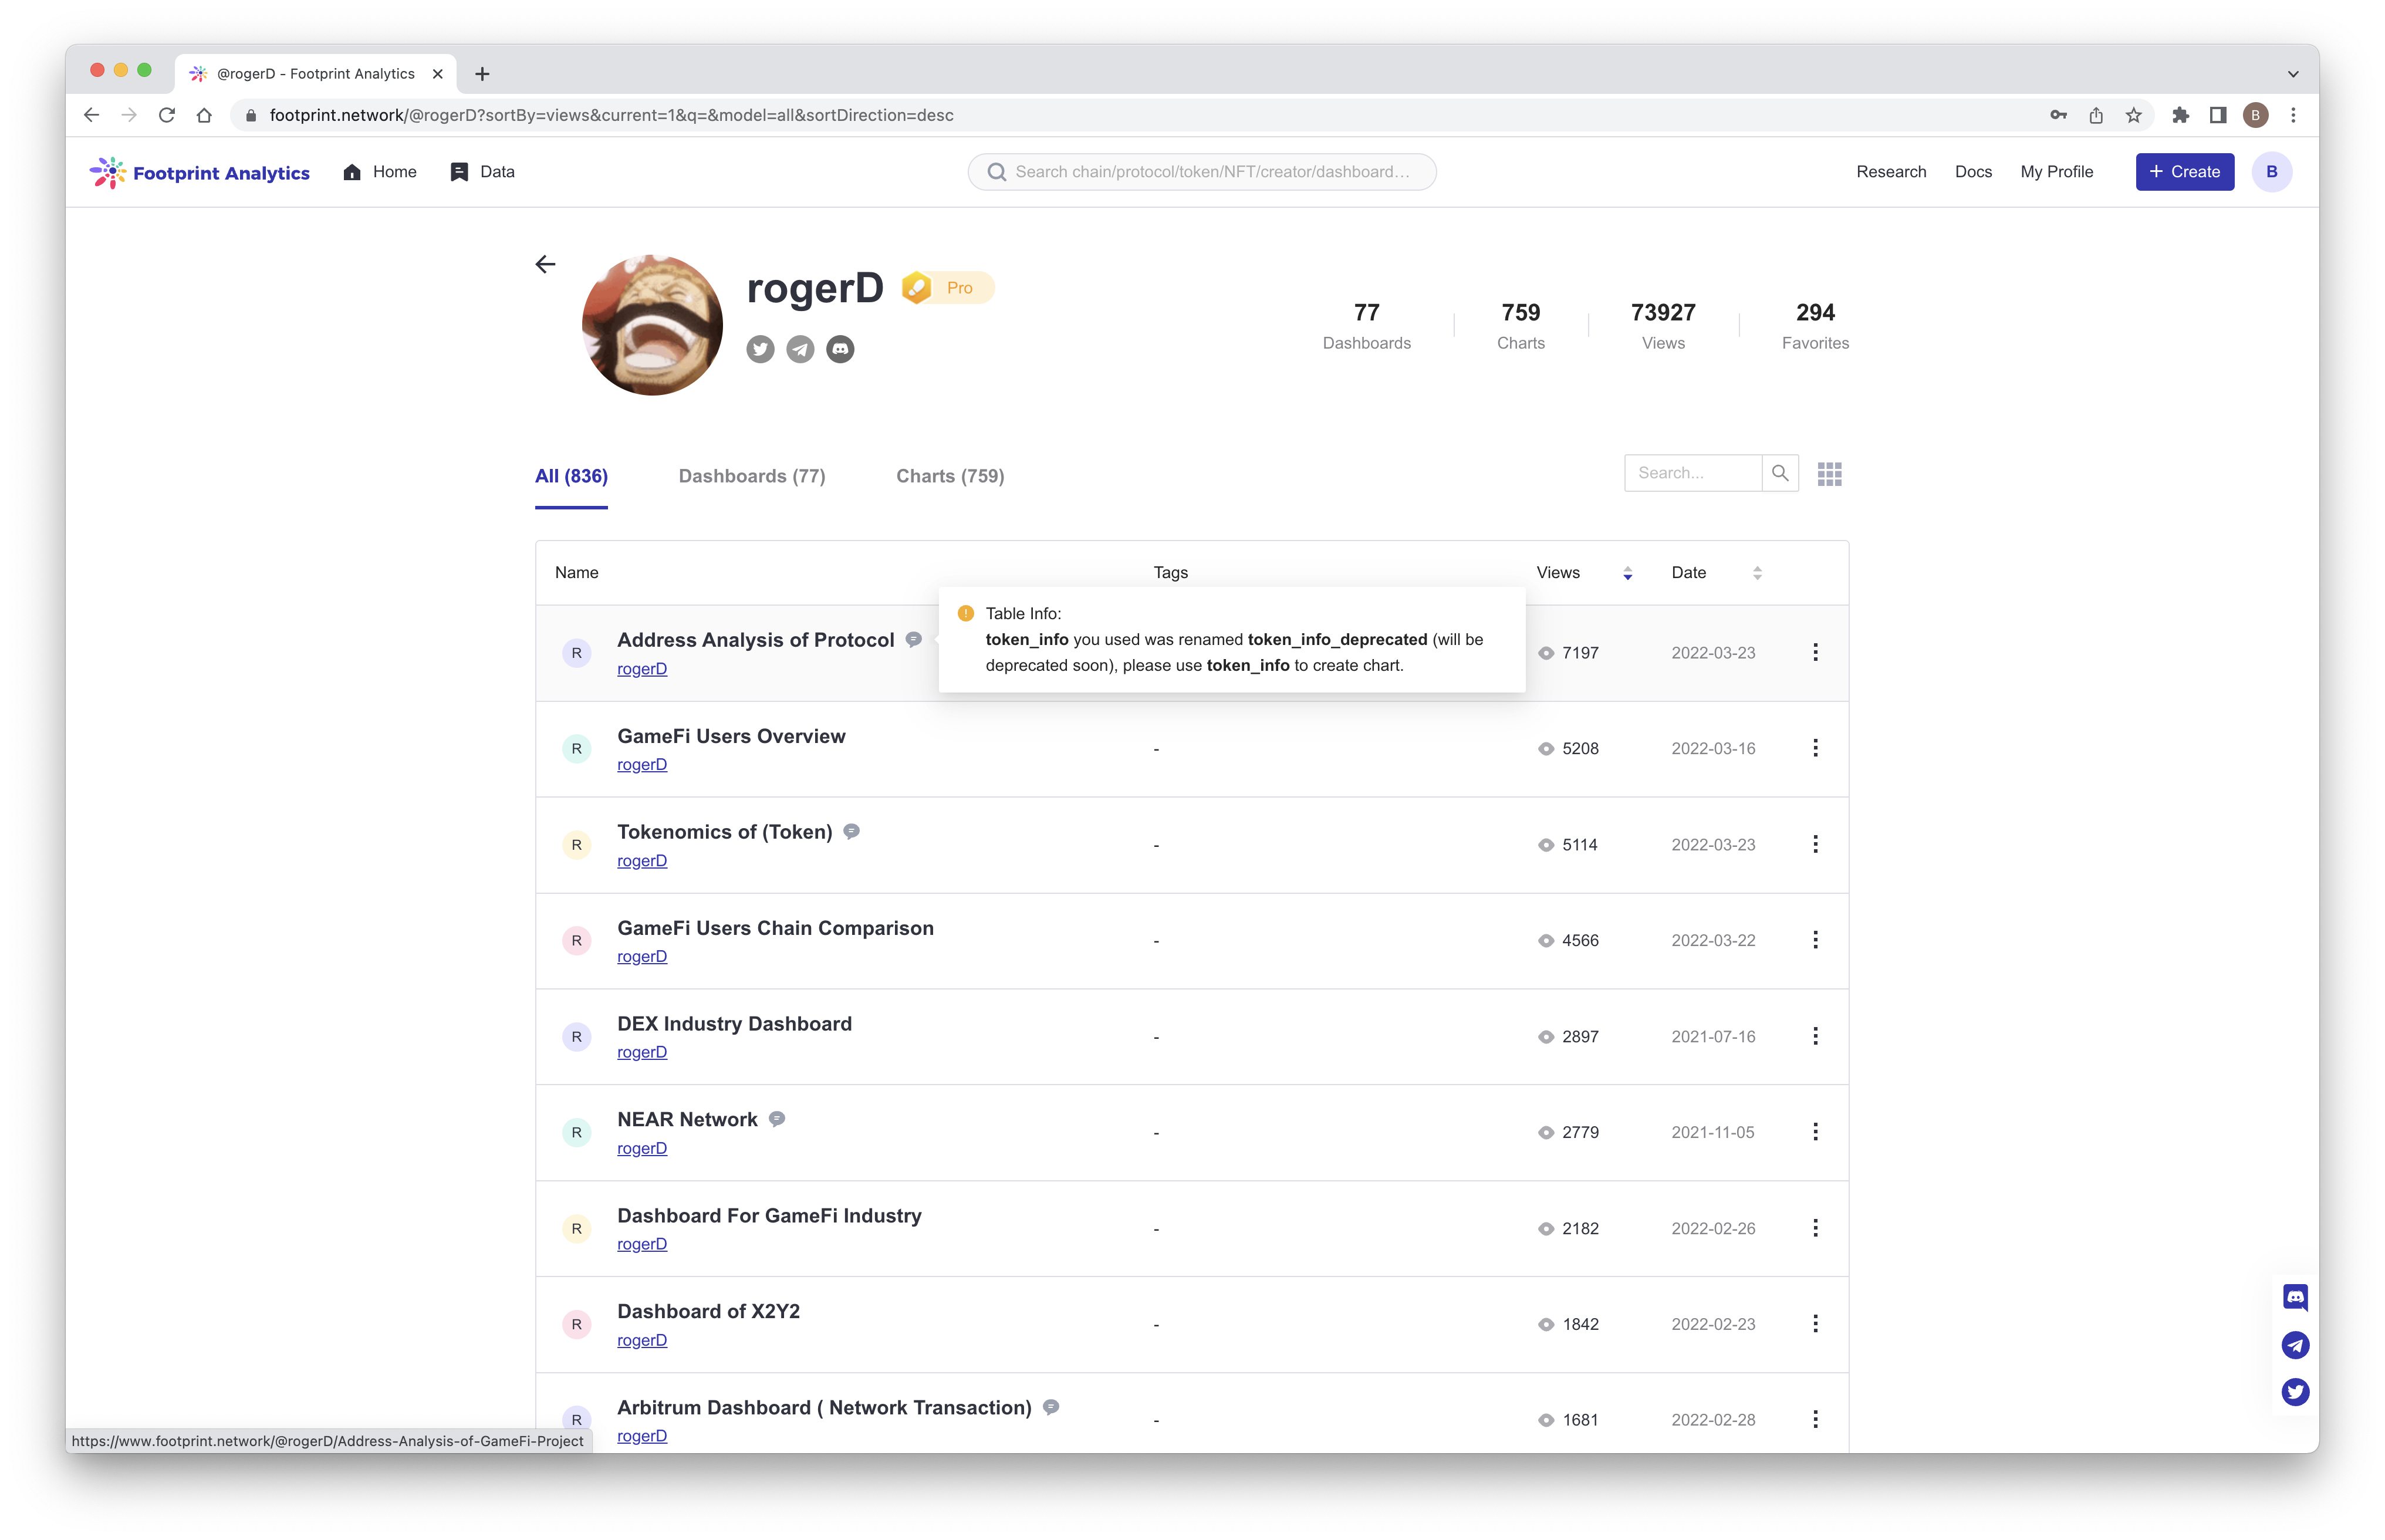 @rogerD - Footprint Analytics
footprint.network/@rogerD?sortBy=views&current=1&q=&model=all&sortDirection=desc
B
Footprint Analytics
Home
Data
Search chain/protocol/token/NFT/creator/dashboard...
Research
Docs
My Profile
+ Create
B
rogerD
Pro
77
Dashboards
759
Charts
73927
Views
294
Favorites
All (836)
Dashboards (77)
Charts (759)
Search...
Name
Tags
Views
Date
Table Info:
token_info you used was renamed token_info_deprecated (will be
deprecated soon), please use token_info to create chart.
R
Address Analysis of Protocol
rogerD
7197
2022-03-23
R
GameFi Users Overview
rogerD
-
5208
2022-03-16
R
Tokenomics of (Token)
rogerD
-
5114
2022-03-23
R
GameFi Users Chain Comparison
rogerD
-
4566
2022-03-22
R
DEX Industry Dashboard
rogerD
-
2897
2021-07-16
R
NEAR Network
rogerD
-
2779
2021-11-05
R
Dashboard For GameFi Industry
rogerD
-
2182
2022-02-26
R
Dashboard of X2Y2
rogerD
-
1842
2022-02-23
R
Arbitrum Dashboard ( Network Transaction)
rogerD
-
1681
2022-02-28
https://www.footprint.network/@rogerD/Address-Analysis-of-GameFi-Project